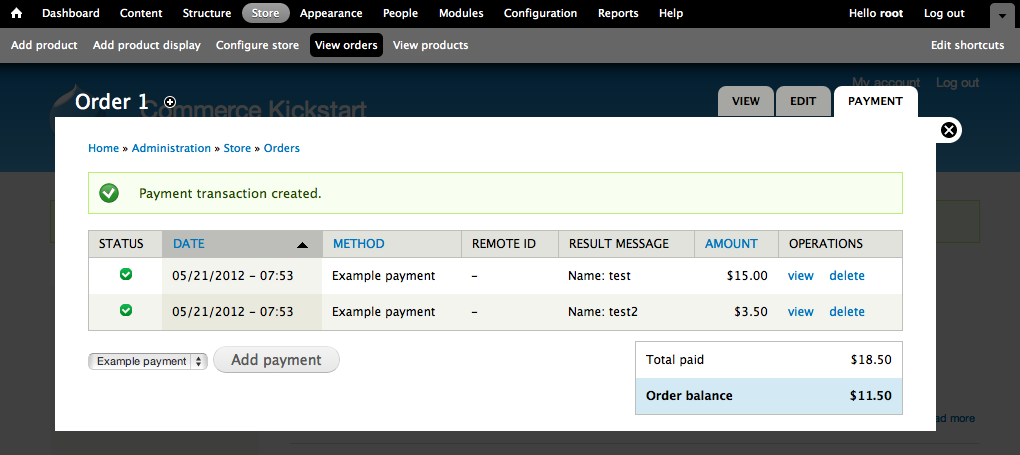 Dashboard Content Structure Store Appearance People Modules Configuration Reports Help Hello root Log out
Add product Add product display Configure store View orders View products Edit shortcuts
My account Log out
Order 1 VIEW EDIT PAYMENT
Commerce Kickstart
Home » Administration » Store » Orders
Payment transaction created.
STATUS DATE METHOD REMOTE ID RESULT MESSAGE AMOUNT OPERATIONS
05/21/2012 – 07:53 Example payment – Name: test $15.00 view delete
05/21/2012 – 07:53 Example payment – Name: test2 $3.50 view delete
Example payment Add payment
Total paid $18.50
Order balance $11.50
more